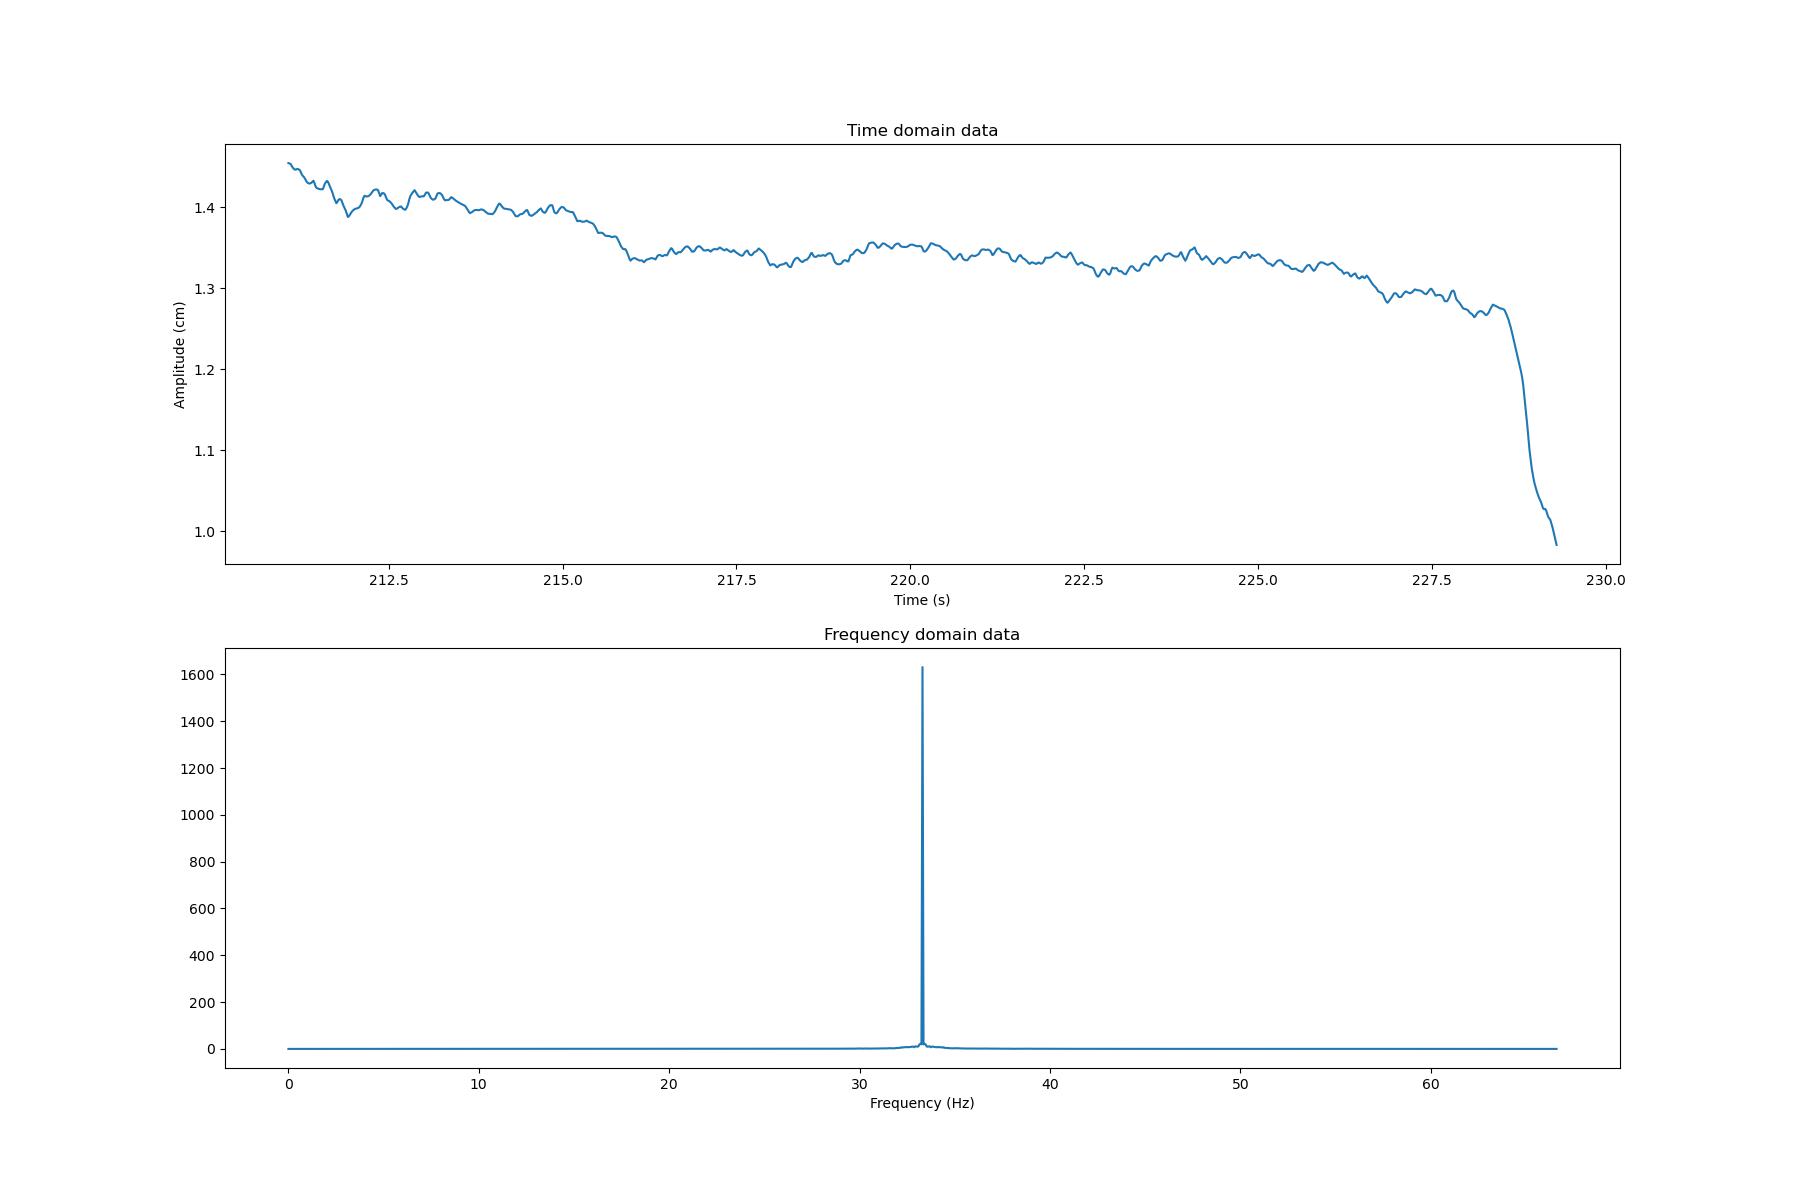 Time domain data
Amplitude (cm)
1.4
1.3
1.2
1.1
1.0
212.5 215.0 217.5 220.0 222.5 225.0 227.5 230.0
Time (s)
Frequency domain data
1600
1400
1200
1000
800
600
400
200
0
0 10 20 30 40 50 60
Frequency (Hz)